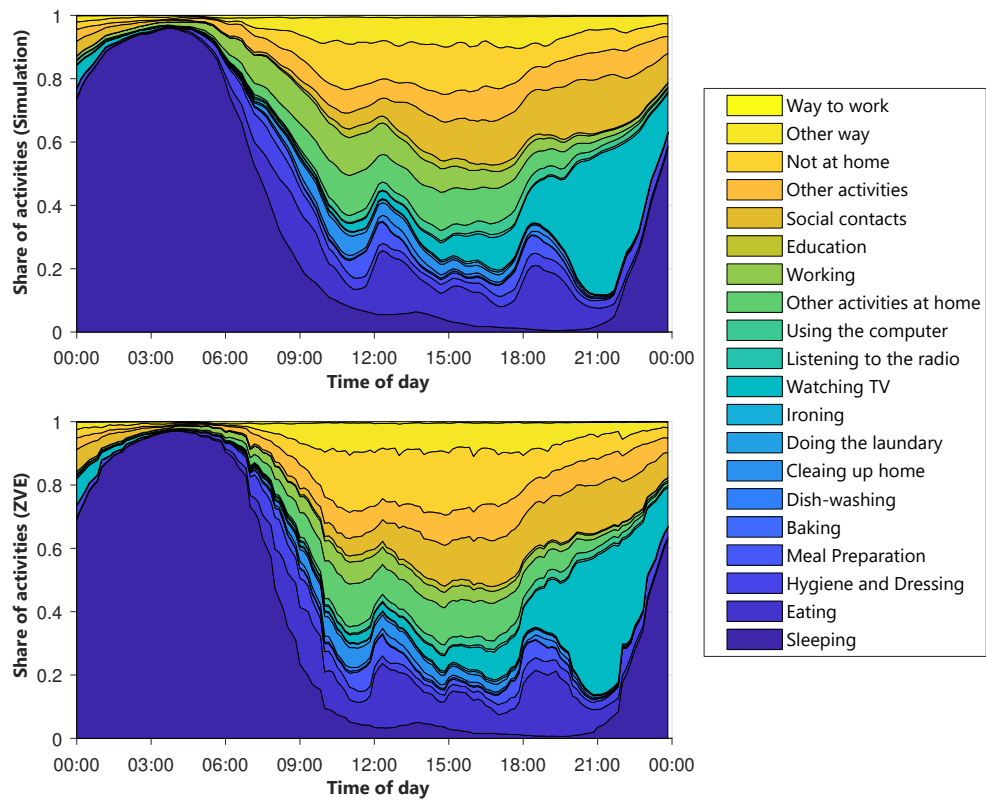 Share of activities (Simulation)
1
0.8
0.6
0.4
0.2
0
00:00 03:00 06:00 09:00 12:00 15:00 18:00 21:00 00:00
Time of day
Share of activities (ZVE)
1
0.8
0.6
0.4
0.2
0
00:00 03:00 06:00 09:00 12:00 15:00 18:00 21:00 00:00
Time of day
Way to work
Other way
Not at home
Other activities
Social contacts
Education
Working
Other activities at home
Using the computer
Listening to the radio
Watching TV
Ironing
Doing the laundary
Cleaing up home
Dish-washing
Baking
Meal Preparation
Hygiene and Dressing
Eating
Sleeping